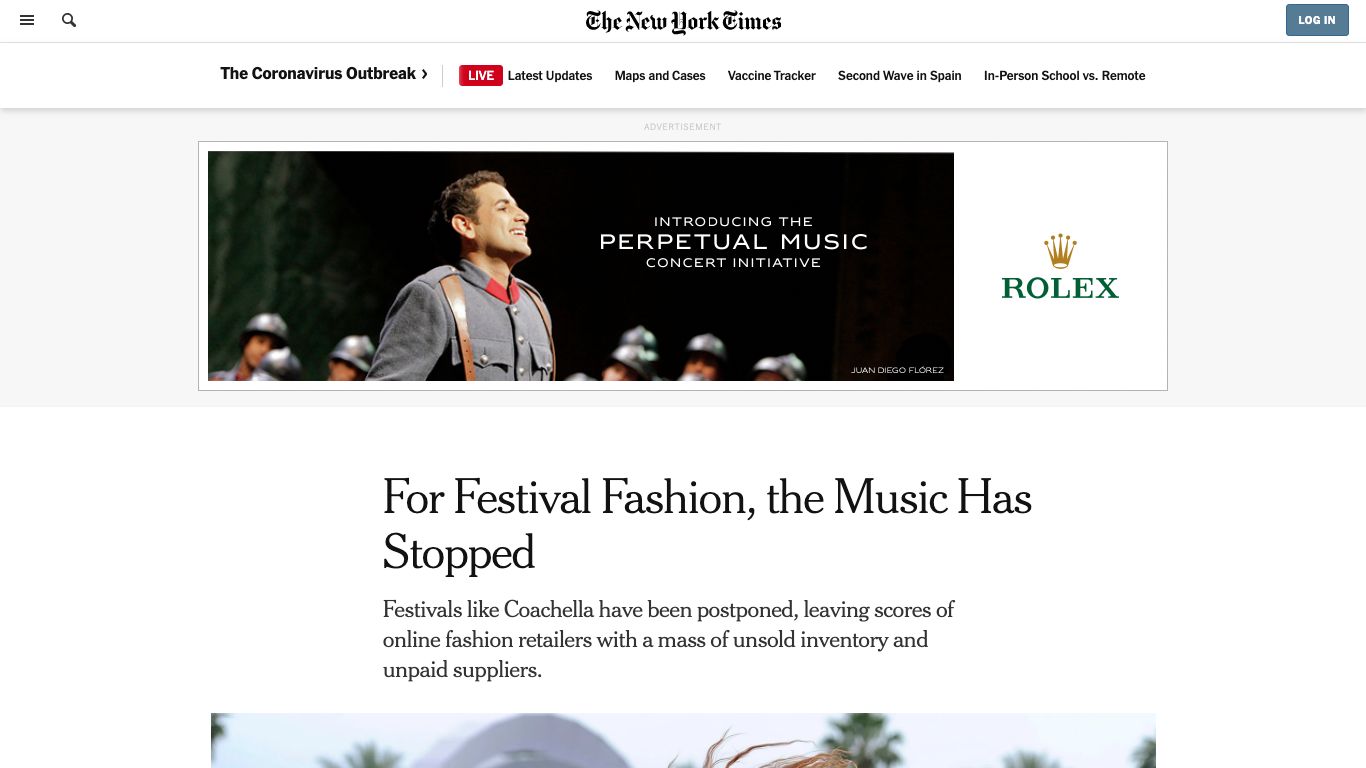 The New York Times
LOG IN
The Coronavirus Outbreak ›
LIVE Latest Updates Maps and Cases Vaccine Tracker Second Wave in Spain In-Person School vs. Remote
ADVERTISEMENT
INTRODUCING THE
PERPETUAL MUSIC
CONCERT INITIATIVE
ROLEX
JUAN DIEGO FLÓREZ
For Festival Fashion, the Music Has
Stopped
Festivals like Coachella have been postponed, leaving scores of
online fashion retailers with a mass of unsold inventory and
unpaid suppliers.